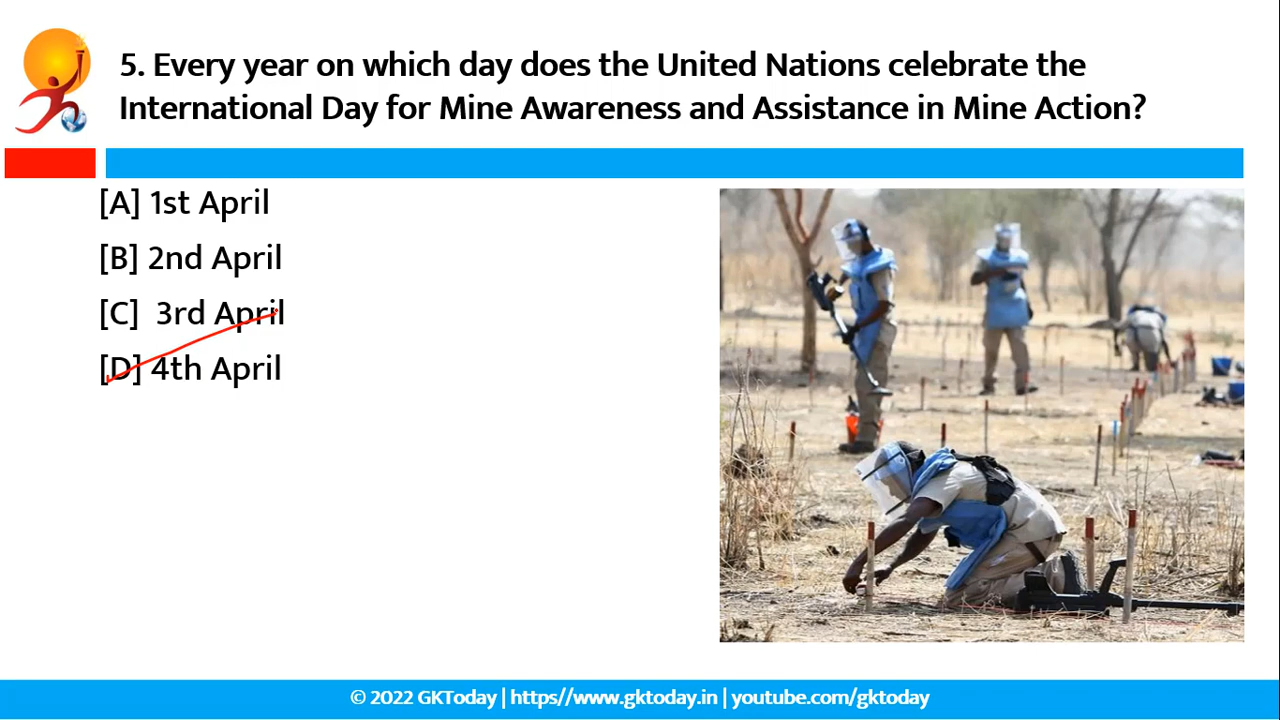 5. Every year on which day does the United Nations celebrate the
International Day for Mine Awareness and Assistance in Mine Action?
[A] 1st April
[B] 2nd April
[C] 3rd April
[D] 4th April
© 2022 GKToday | https//www.gktoday.in | youtube.com/gktoday